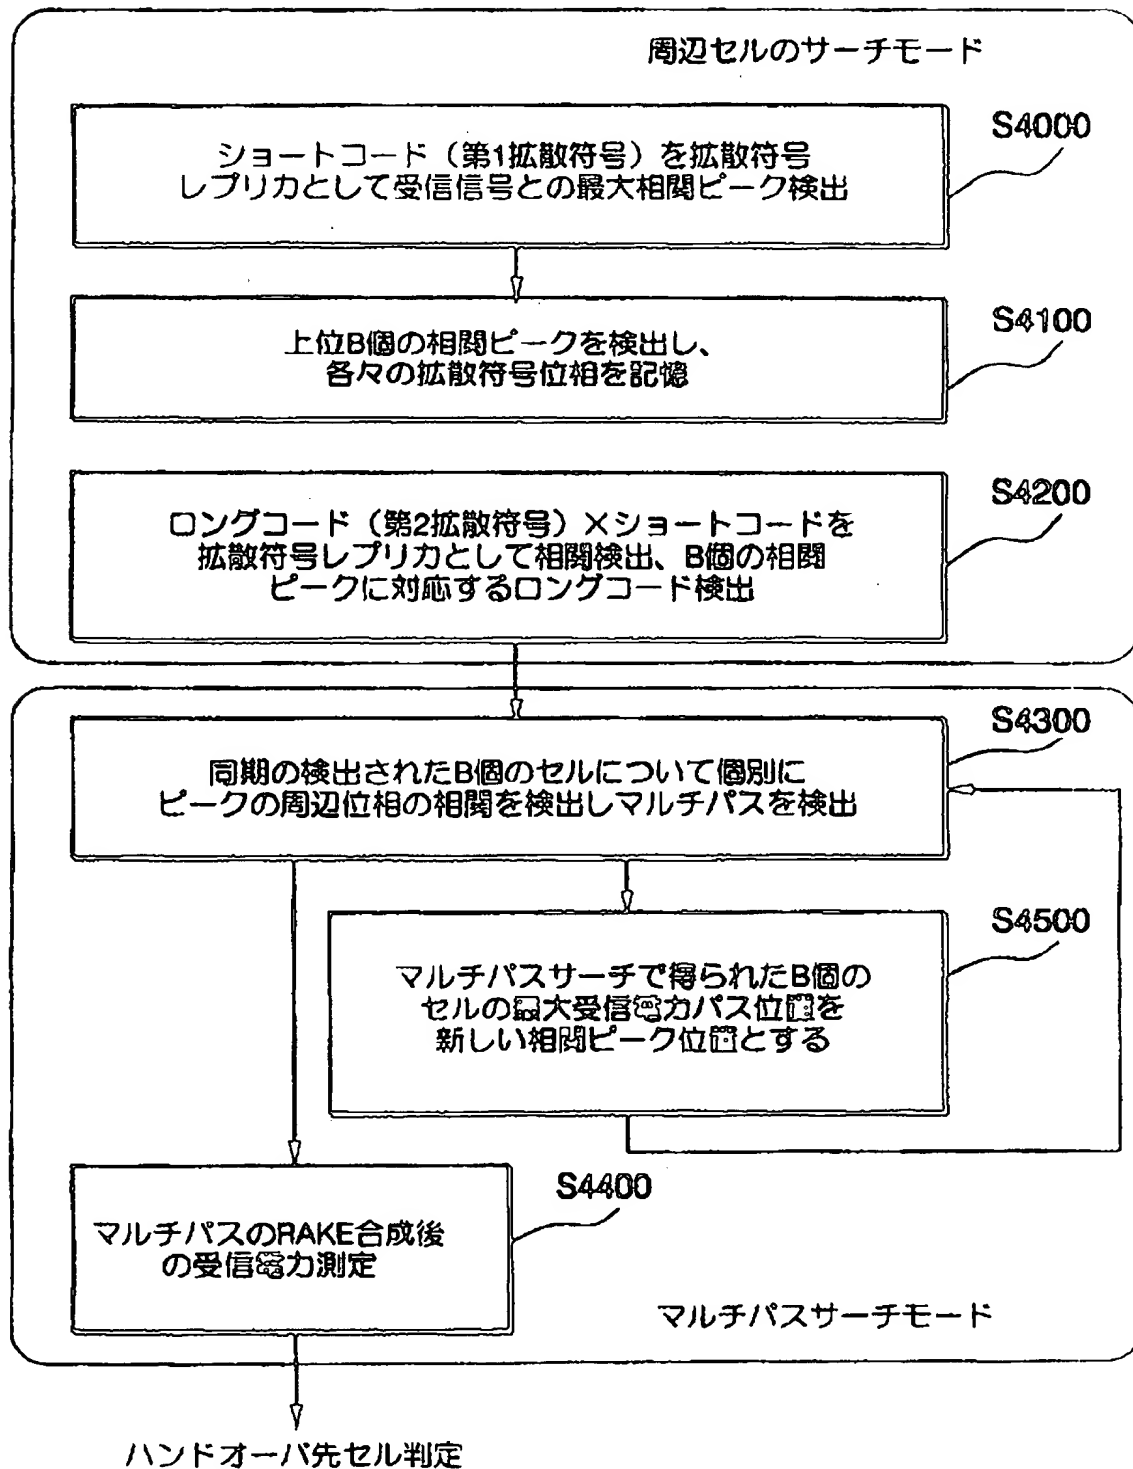 周辺セルのサーチモード
S4000
ショートコード（第1拡散符号）を拡散符号
レプリカとして受信信号との最大相関ピーク検出
S4100
上位B個の相関ピークを検出し、
各々の拡散符号位相を記憶
S4200
ロングコード（第2拡散符号）×ショートコードを
拡散符号レプリカとして相関検出、B個の相関
ピークに対応するロングコード検出
S4300
同期の検出されたB個のセルについて個別に
ピークの周辺位相の相関を検出しマルチパスを検出
S4500
マルチパスサーチで得られたB個の
セルの最大受信電力パス位置を
新しい相関ピーク位置とする
S4400
マルチパスのRAKE合成後
の受信電力測定
マルチパスサーチモード
ハンドオーバ先セル判定